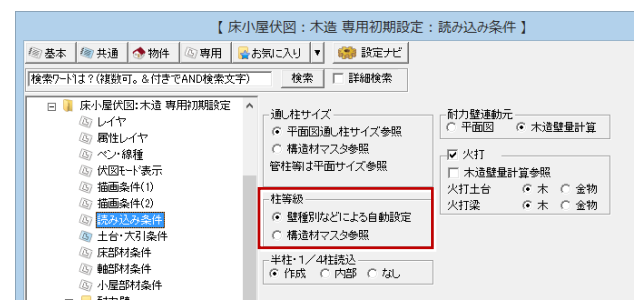 【 床小屋伏図：木造 専用初期設定：読み込み条件 】
基本 共通 物件 専用 お気に入り ▼ 設定ナビ
検索ワードは？(複数可。&付きでAND検索文字) 検索 詳細検索
床小屋伏図:木造 専用初期設定
レイヤ
属性レイヤ
ペン・線種
伏図モード表示
描画条件(1)
描画条件(2)
読み込み条件
土台・大引条件
床部材条件
軸部材条件
小屋部材条件
耐力壁
通し柱サイズ
平面図通し柱サイズ参照
構造材マスタ参照
管柱等は平面サイズ参照
柱等級
壁種別などによる自動設定
構造材マスタ参照
半柱・1／4柱読込
作成 内部 なし
耐力壁連動元
平面図 木造壁量計算
火打
木造壁量計算参照
火打土台 木 金物
火打梁 木 金物